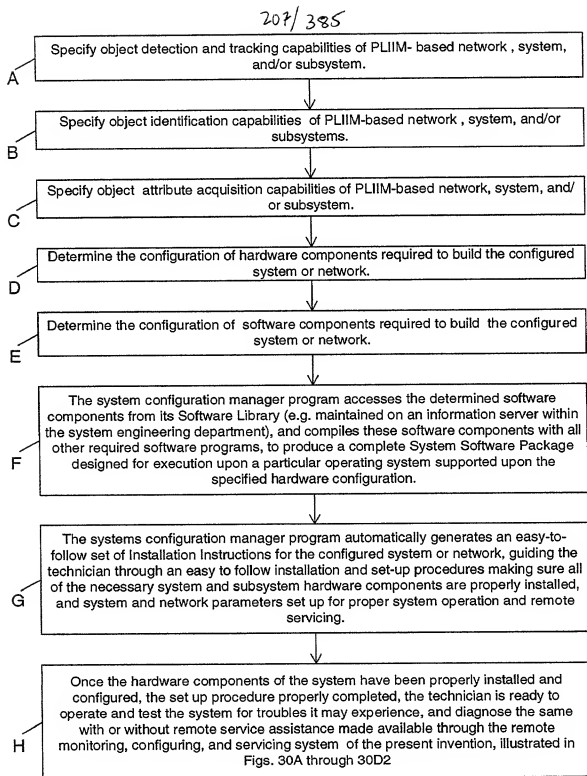 207/385
Specify object detection and tracking capabilities of PLIIM- based network , system,
and/or subsystem.
A
Specify object identification capabilities of PLIIM-based network , system, and/or
subsystems.
B
Specify object attribute acquisition capabilities of PLIIM-based network, system, and/
or subsystem.
C
Determine the configuration of hardware components required to build the configured
system or network.
D
Determine the configuration of software components required to build the configured
system or network.
E
The system configuration manager program accesses the determined software
components from its Software Library (e.g. maintained on an information server within
the system engineering department), and compiles these software components with all
other required software programs, to produce a complete System Software Package
designed for execution upon a particular operating system supported upon the
specified hardware configuration.
F
The systems configuration manager program automatically generates an easy-to-
follow set of Installation Instructions for the configured system or network, guiding the
technician through an easy to follow installation and set-up procedures making sure all
of the necessary system and subsystem hardware components are properly installed,
and system and network parameters set up for proper system operation and remote
servicing.
G
Once the hardware components of the system have been properly installed and
configured, the set up procedure properly completed, the technician is ready to
operate and test the system for troubles it may experience, and diagnose the same
with or without remote service assistance made available through the remote
monitoring, configuring, and servicing system of the present invention, illustrated in
Figs. 30A through 30D2
H